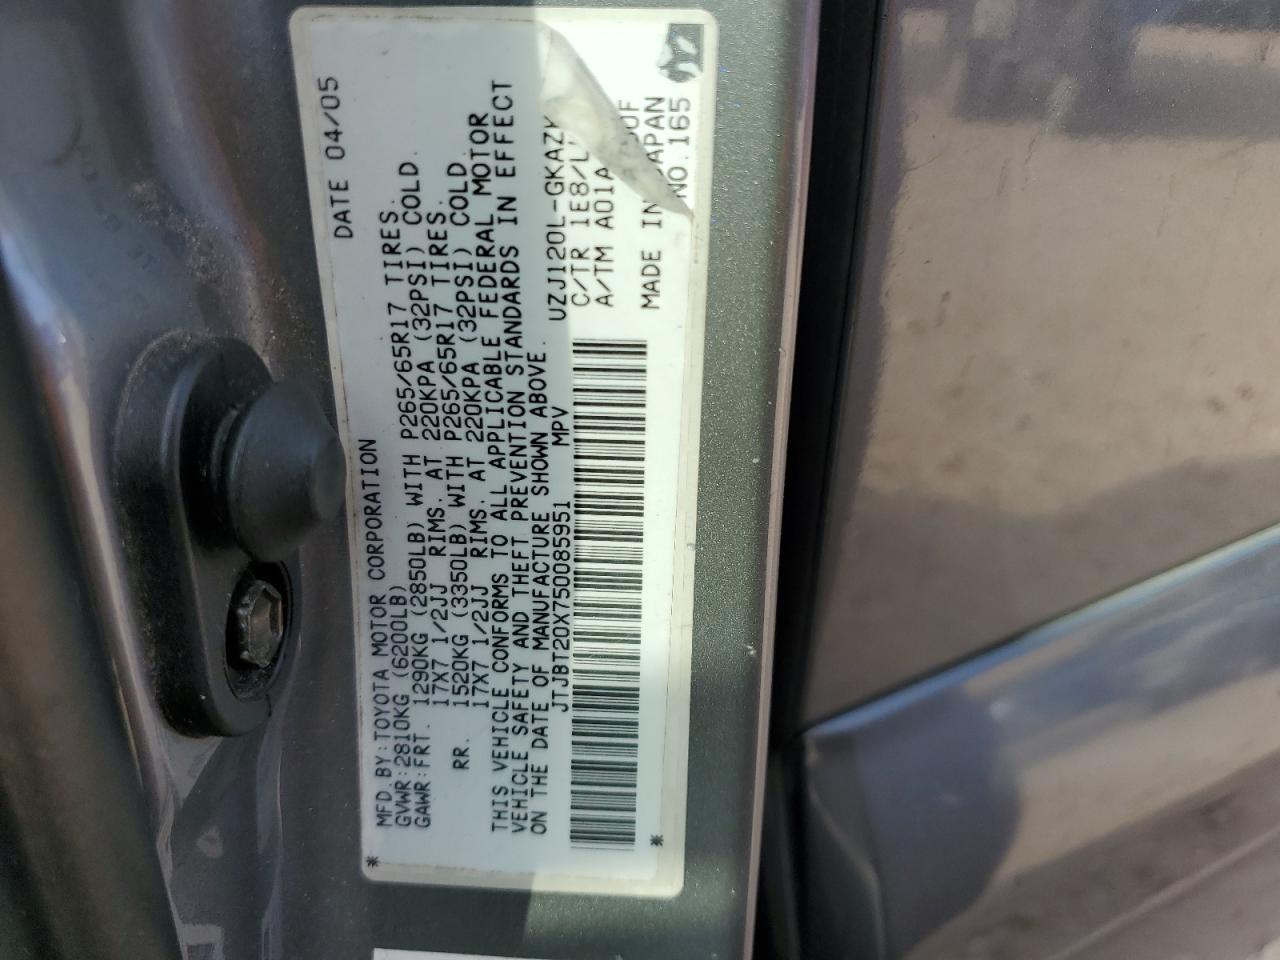 MFD.BY:TOYOTA MOTOR CORPORATION DATE 04/05
GVWR:2810KG (6200LB)
GAWR:FRT. 1290KG (2850LB) WITH P265/65R17 TIRES.
17X7 1/2JJ RIMS. AT 220KPA (32PSI) COLD.
RR. 1520KG (3350LB) WITH P265/65R17 TIRES.
17X7 1/2JJ RIMS. AT 220KPA (32PSI) COLD.
THIS VEHICLE CONFORMS TO ALL APPLICABLE FEDERAL MOTOR
VEHICLE SAFETY AND THEFT PREVENTION STANDARDS IN EFFECT
ON THE DATE OF MANUFACTURE SHOWN ABOVE.
JTJBT20X750085951 MPV
UZJ120L-GKAZK
C/TR 1E8/L
A/TM A01A
MADE IN JAPAN
NO.165
* *